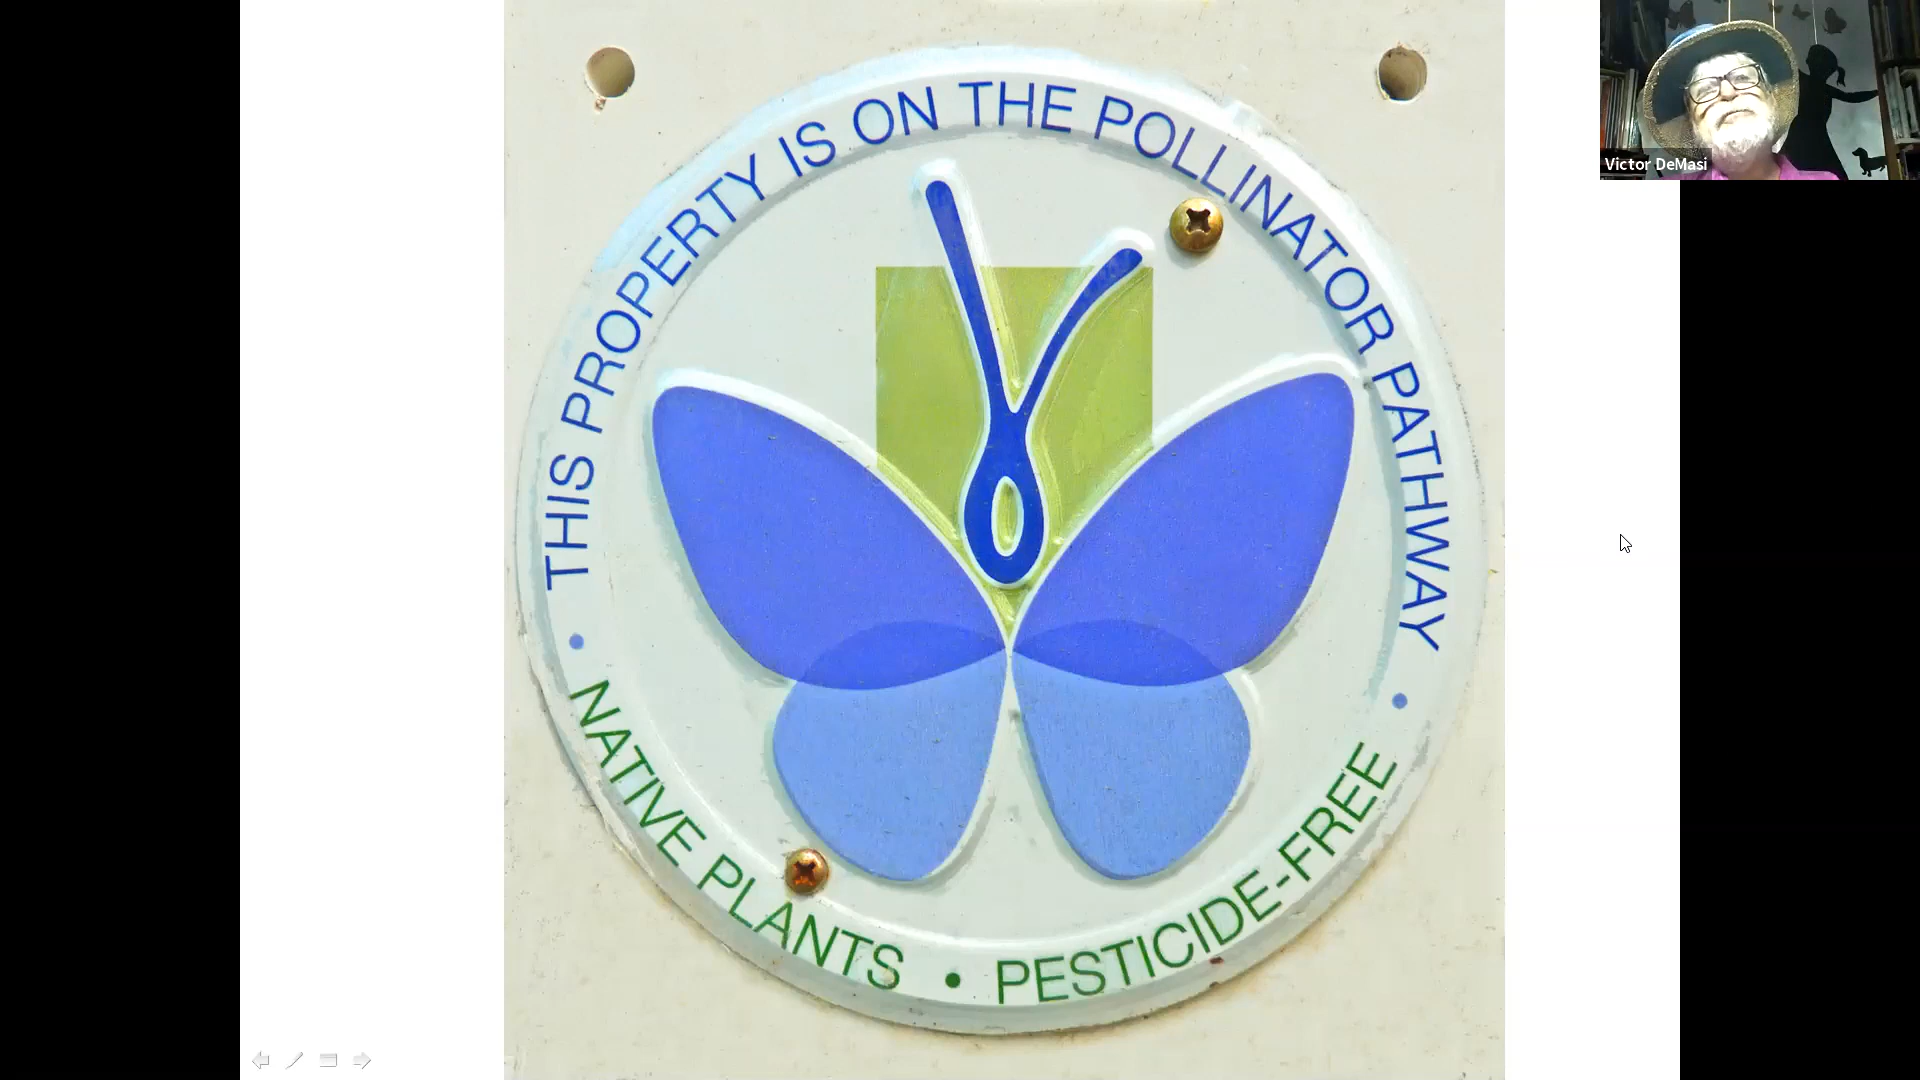 THIS PROPERTY IS ON THE POLLINATOR PATHWAY
• NATIVE PLANTS • PESTICIDE-FREE •
Victor DeMasi